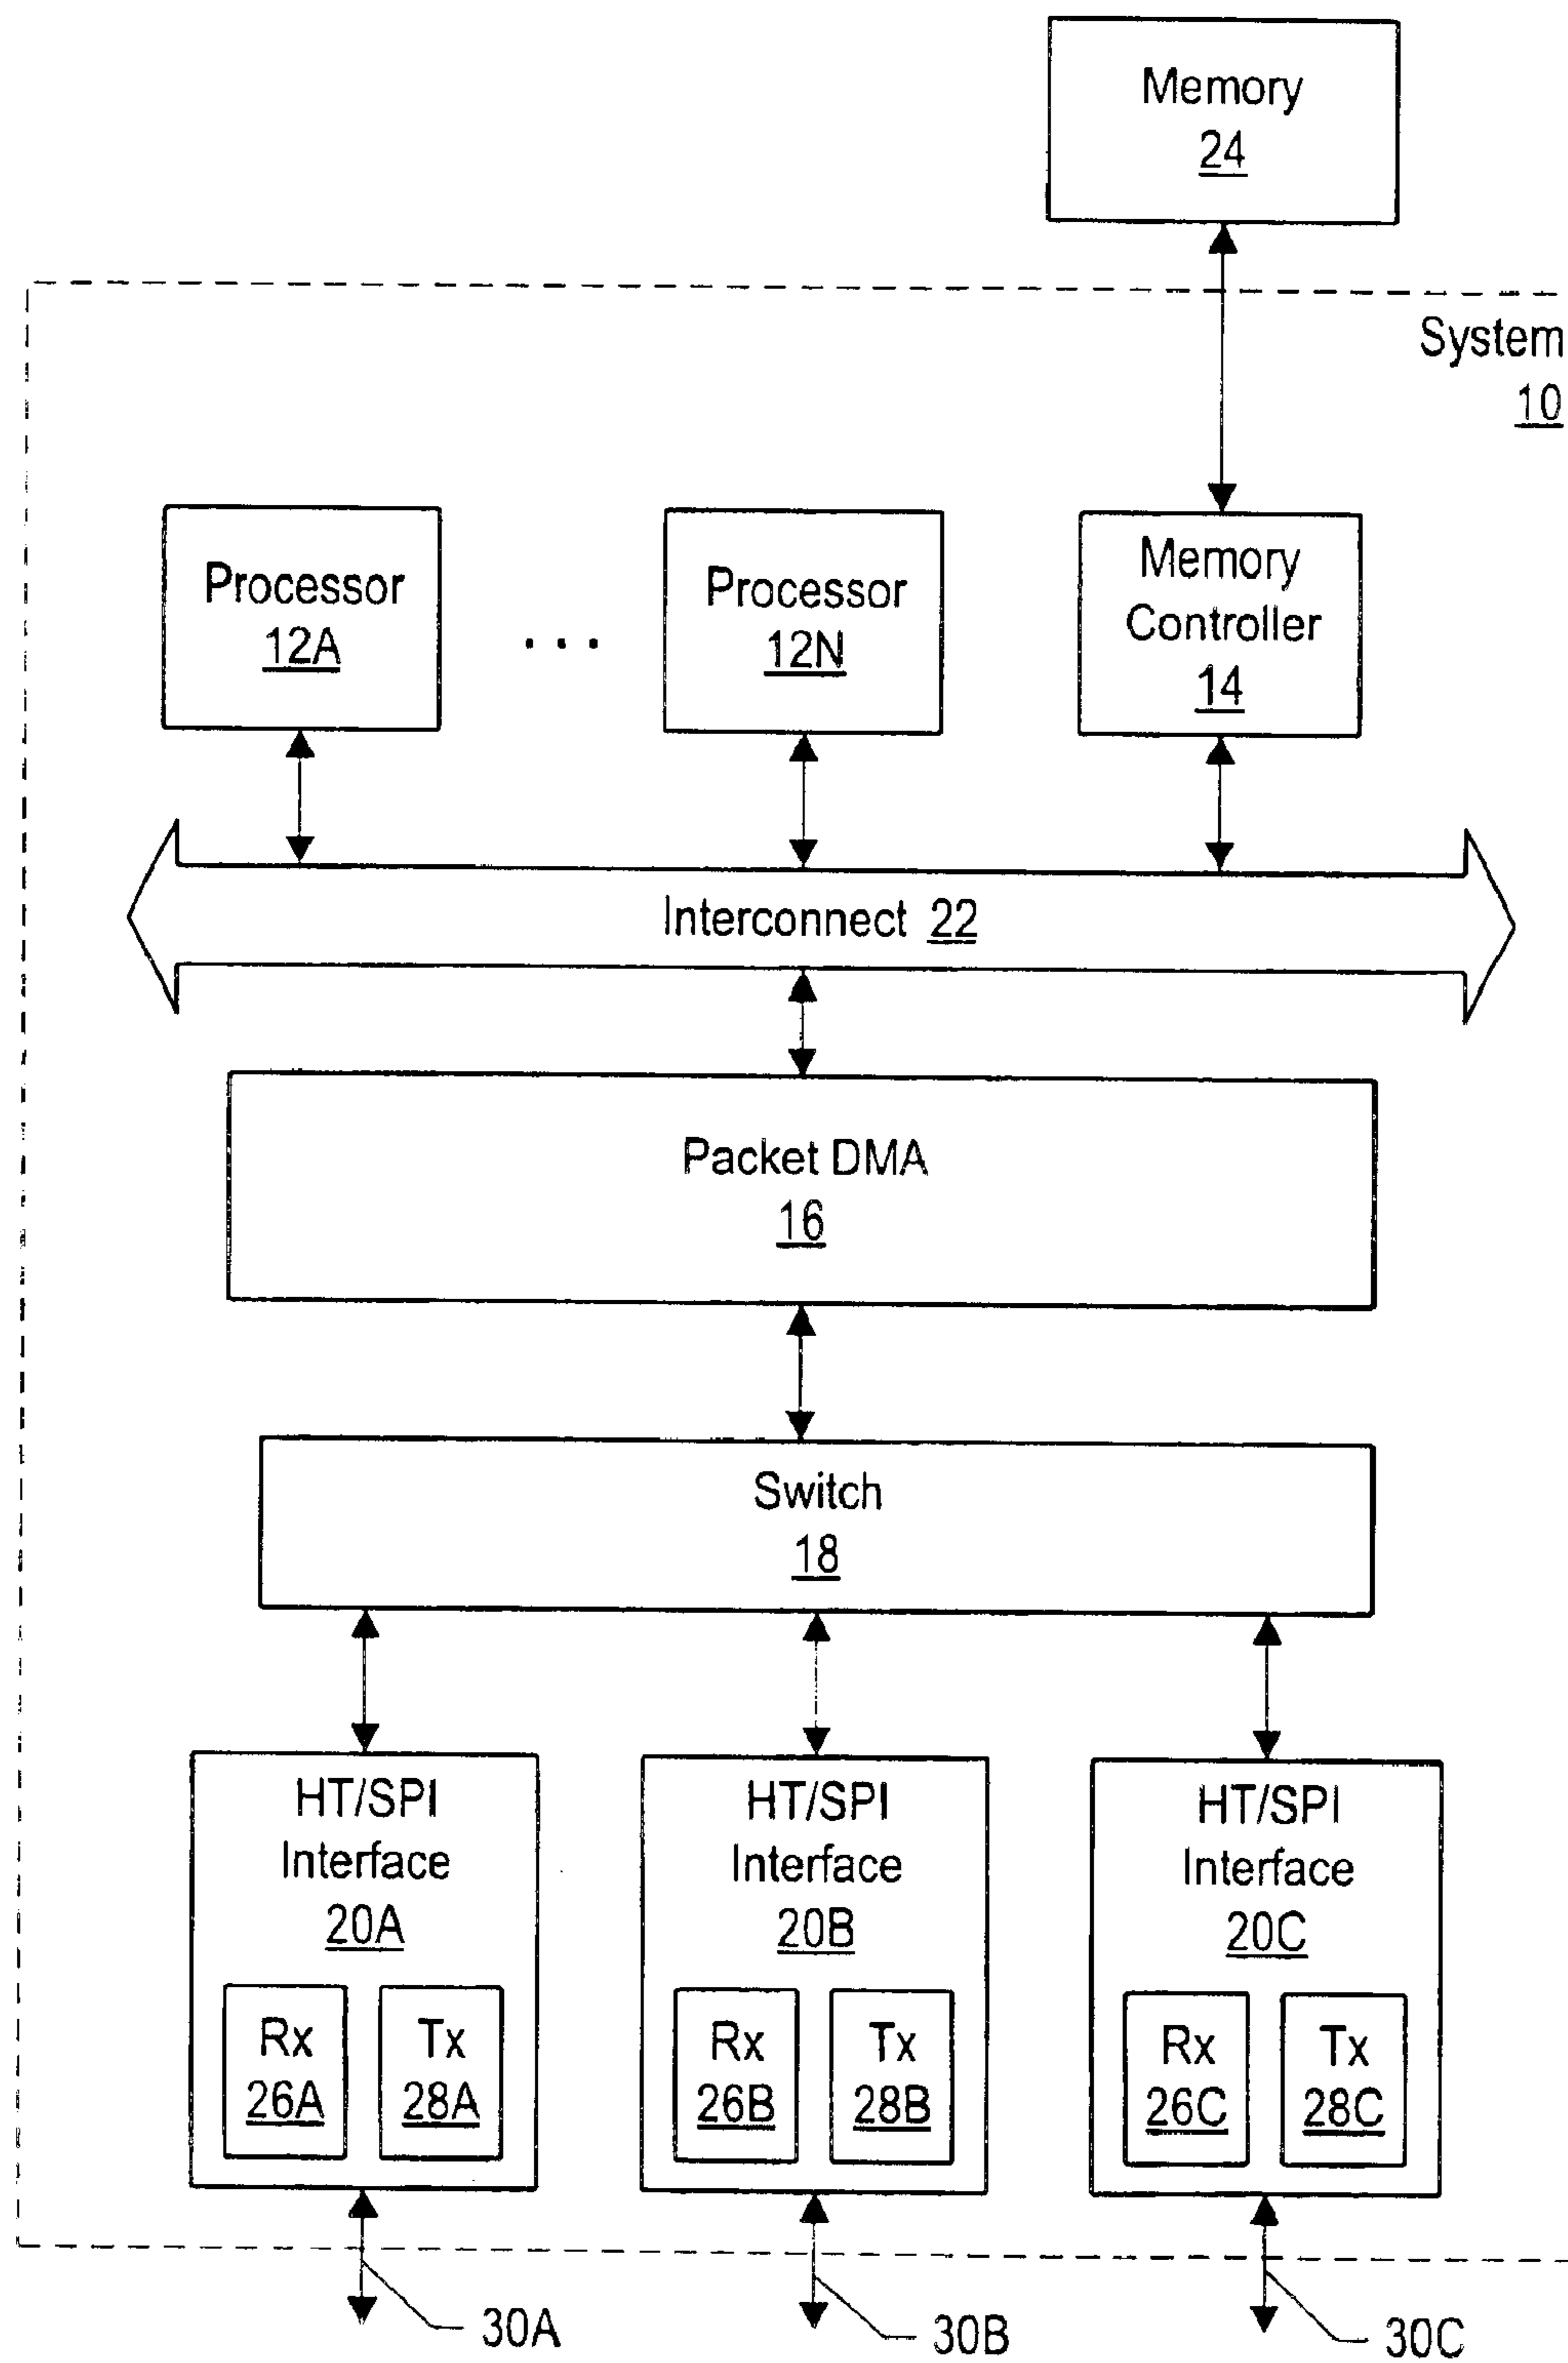 Memory
24
System
10
Processor
12A
...
Processor
12N
Memory
Controller
14
Interconnect 22
Packet DMA
16
Switch
18
HT/SPI
Interface
20A
Rx
26A
Tx
28A
HT/SPI
Interface
20B
Rx
26B
Tx
28B
HT/SPI
Interface
20C
Rx
26C
Tx
28C
30A
30B
30C